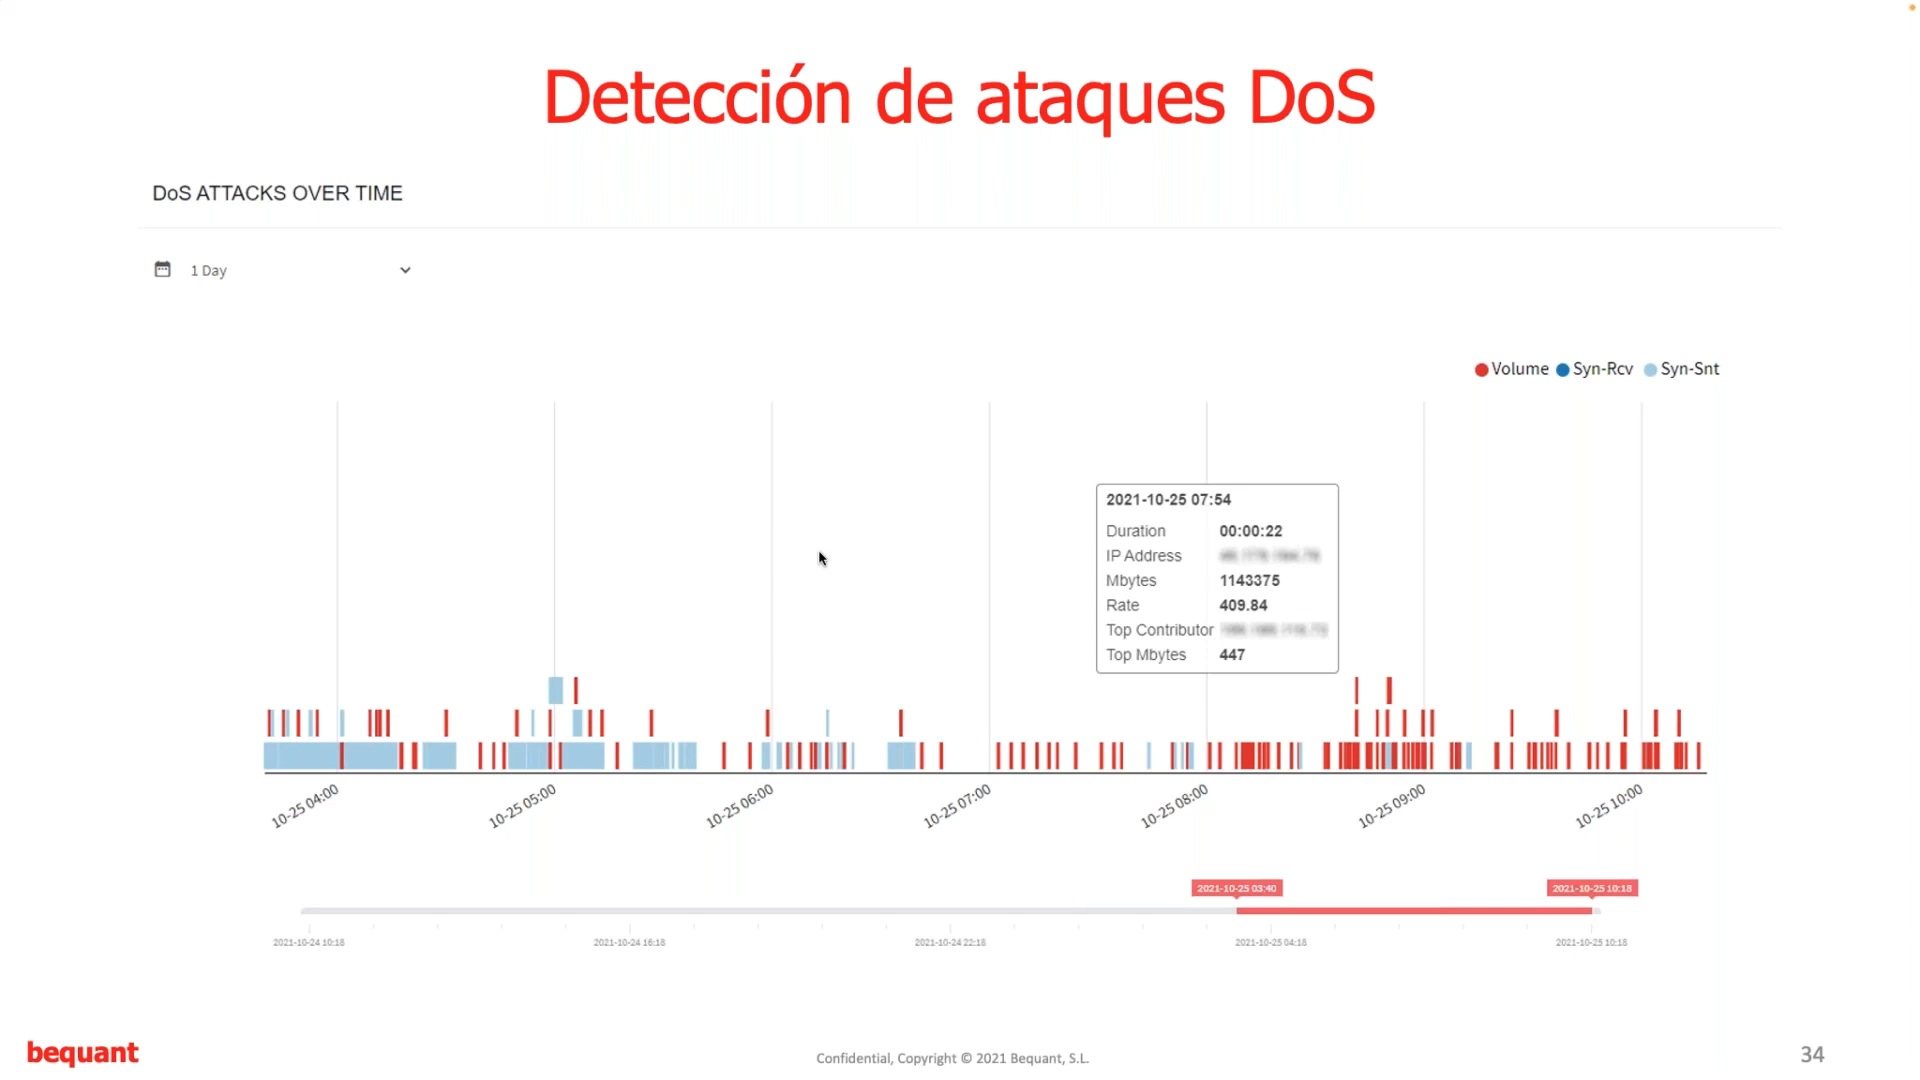 Detección de ataques DoS
DoS ATTACKS OVER TIME
1 Day
Volume Syn-Rcv Syn-Snt
2021-10-25 07:54
Duration 00:00:22
IP Address
Mbytes 1143375
Rate 409.84
Top Contributor
Top Mbytes 447
10-25 04:00 10-25 05:00 10-25 06:00 10-25 07:00 10-25 08:00 10-25 09:00 10-25 10:00
2021-10-25 03:40 2021-10-25 10:18
2021-10-24 10:18 2021-10-24 16:18 2021-10-24 22:18 2021-10-25 04:18 2021-10-25 10:18
bequant
Confidential, Copyright © 2021 Bequant, S.L.
34